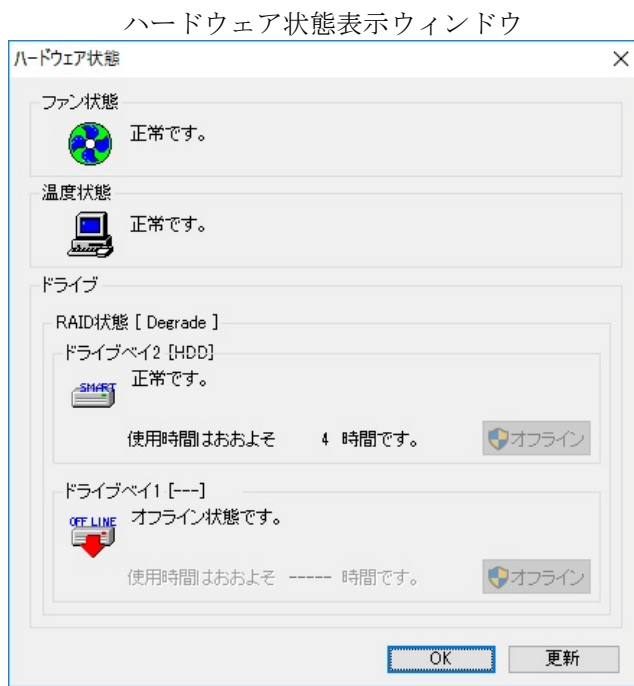 ハードウェア状態表示ウィンドウ
ハードウェア状態
ファン状態
正常です。
温度状態
正常です。
ドライブ
RAID状態 [ Degrade ]
ドライブベイ2 [HDD]
SMART
正常です。
使用時間はおおよそ 4 時間です。
オフライン
ドライブベイ1 [---]
OFF LINE
オフライン状態です。
使用時間はおおよそ ----- 時間です。
オフライン
OK
更新